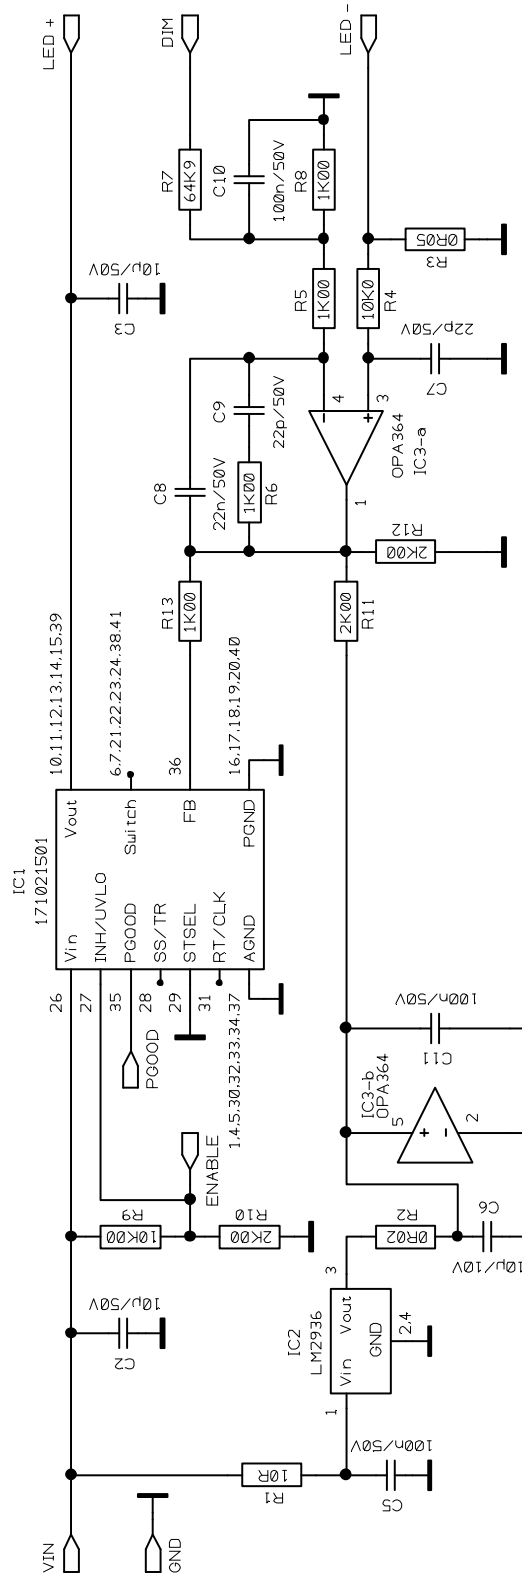 LED +
DIM
LED -
R7
64K9
C10
100n/50V
R8
1K00
10µ/50V
C3
R5
1K00
10K0
R4
0R05
R3
22p/50V
C7
C8
22n/50V
C9
22p/50V
1K00
R6
4
3
OPA364
IC3-a
1
R13
1K00
2K00
R11
R12
2K00
10,11,12,13,14,15,39
6,7,21,22,23,24,38,41
36
16,17,18,19,20,40
IC1
171021501
Vin
Vout
INH/UVLO
PGOOD
Switch
SS/TR
STSEL
FB
RT/CLK
AGND
PGND
26
27
35
28
29
31
1,4,5,30,32,33,34,37
PGOOD
ENABLE
R9
10K00
R10
2K00
10µ/50V
C2
100n/50V
C11
IC3-b
OPA364
5
2
R2
0R02
C6
10µ/10V
IC2
LM2936
Vin
Vout
GND
1
3
2,4
100n/50V
C5
10R
R1
VIN
GND